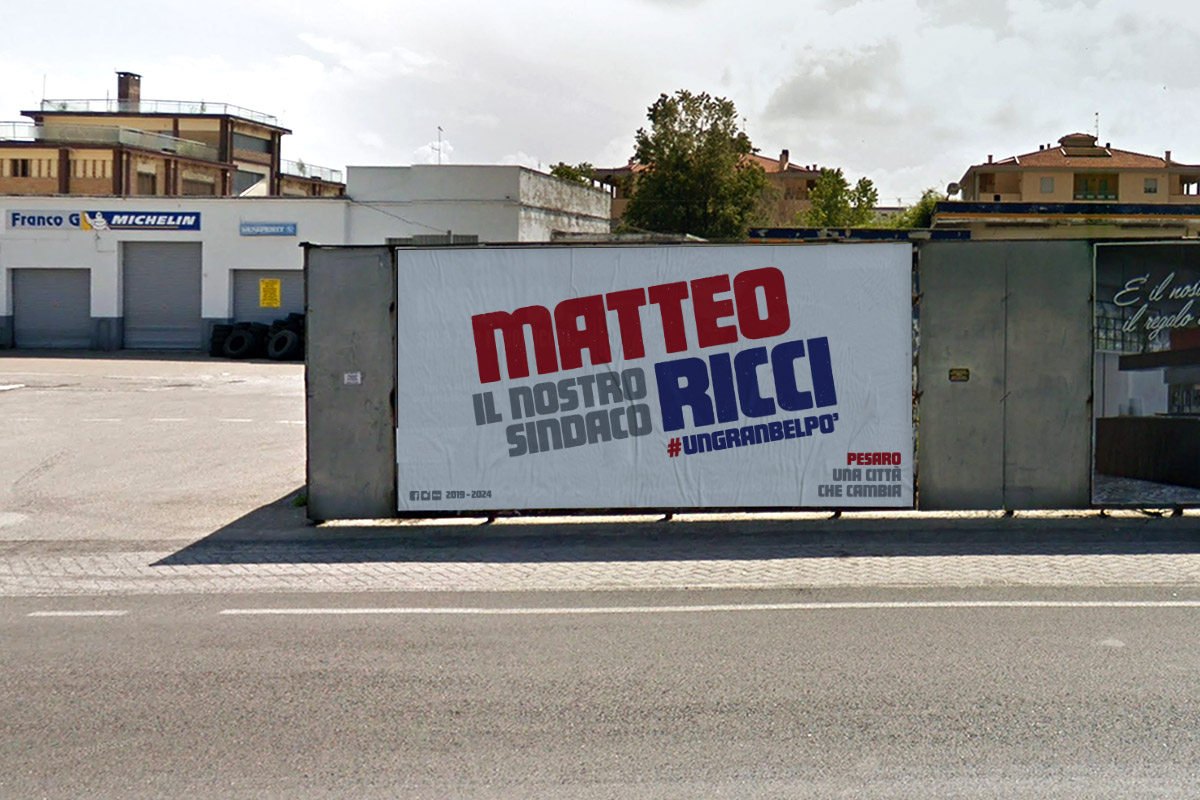 Franco G
MICHELIN
MATTEO
IL NOSTRO
SINDACO
RICCI
#UNGRANBELPO'
2019-2024
PESARO
UNA CITTÀ
CHE CAMBIA
E' il nos
il regalo